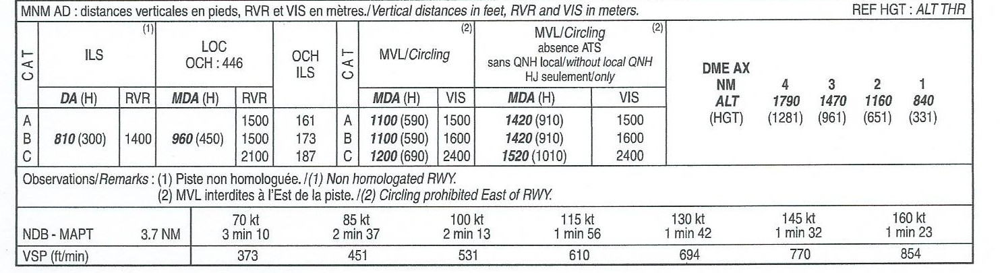 MNM AD : distances verticales en pieds, RVR et VIS en mètres./Vertical distances in feet, RVR and VIS in meters. REF HGT : ALT THR
CAT ILS (1) LOC OCH : 446 OCH ILS CAT MVL/Circling (2) MVL/Circling (2)
absence ATS
sans QNH local/without local QNH
HJ seulement/only
DA (H) RVR MDA (H) RVR MDA (H) VIS MDA (H) VIS
A 1500 161 A 1100 (590) 1500 1420 (910) 1500
B 810 (300) 1400 960 (450) 1500 173 B 1100 (590) 1600 1420 (910) 1600
C 2100 187 C 1200 (690) 2400 1520 (1010) 2400
DME AX
NM 4 3 2 1
ALT 1790 1470 1160 840
(HGT) (1281) (961) (651) (331)
Observations/Remarks : (1) Piste non homologuée. /(1) Non homologated RWY.
(2) MVL interdites à l'Est de la piste. /(2) Circling prohibited East of RWY.
70 kt 85 kt 100 kt 115 kt 130 kt 145 kt 160 kt
NDB - MAPT 3.7 NM 3 min 10 2 min 37 2 min 13 1 min 56 1 min 42 1 min 32 1 min 23
VSP (ft/min) 373 451 531 610 694 770 854